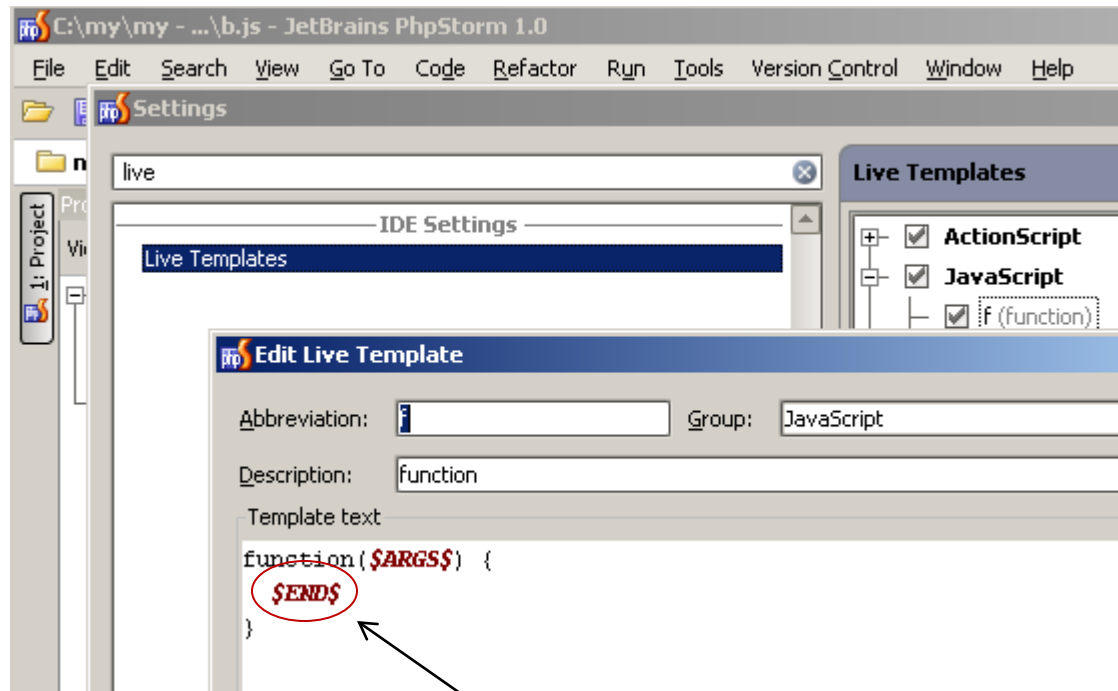 C:\my\my - ...\b.js - JetBrains PhpStorm 1.0
File Edit Search View Go To Code Refactor Run Tools Version Control Window Help
Settings
n
live
Live Templates
Pro
1: Project
Vi
IDE Settings
Live Templates
ActionScript
JavaScript
f (function)
Edit Live Template
Abbreviation: f Group: JavaScript
Description: function
Template text
function($ARGS$) {
$END$
}